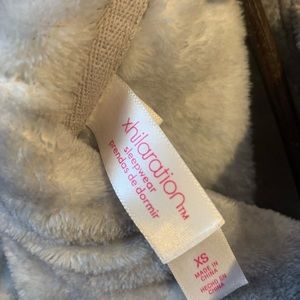 xhilaration™
sleepwear
prendas de dormir
XS
MADE IN
CHINA
HECHO EN
CHINA